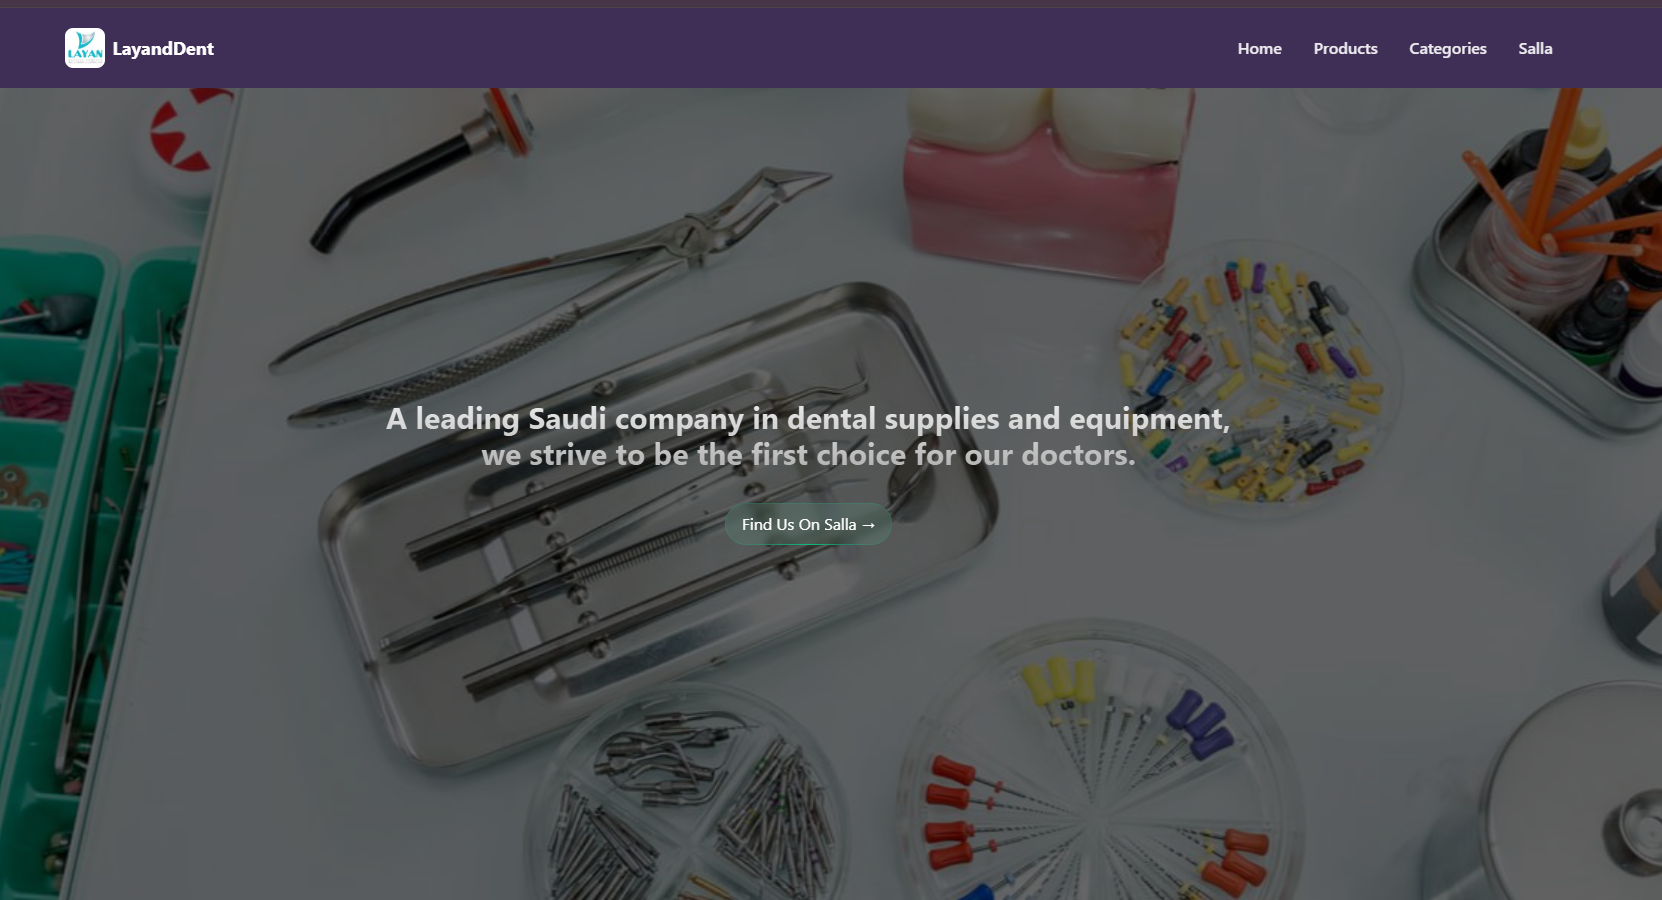 LAYAN
LayandDent
Home
Products
Categories
Salla
A leading Saudi company in dental supplies and equipment,
we strive to be the first choice for our doctors.
Find Us On Salla →